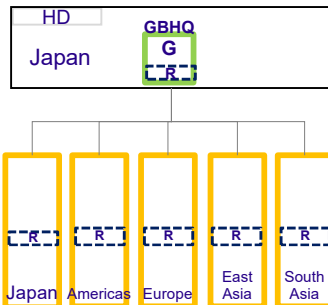 HD
GBHQ
G
Japan
R
R
R
R
R
R
Japan
Americas
Europe
East
Asia
South
Asia